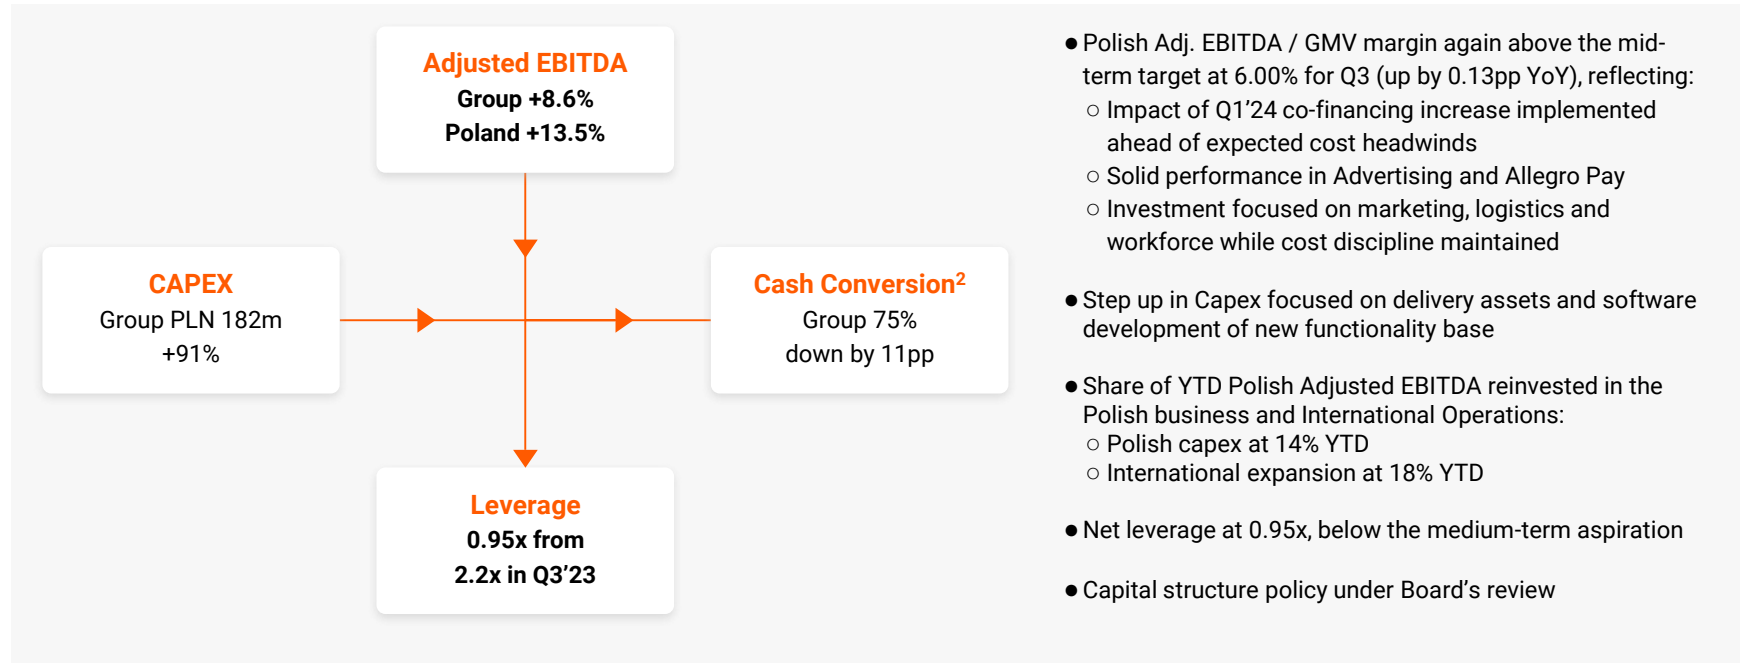 Adjusted EBITDA
Group +8.6%
Poland +13.5%
CAPEX
Group PLN 182m
+91%
Cash Conversion²
Group 75%
down by 11pp
Leverage
0.95x from
2.2x in Q3’23
● Polish Adj. EBITDA / GMV margin again above the mid-
term target at 6.00% for Q3 (up by 0.13pp YoY), reflecting:
○ Impact of Q1’24 co-financing increase implemented
ahead of expected cost headwinds
○ Solid performance in Advertising and Allegro Pay
○ Investment focused on marketing, logistics and
workforce while cost discipline maintained
● Step up in Capex focused on delivery assets and software
development of new functionality base
● Share of YTD Polish Adjusted EBITDA reinvested in the
Polish business and International Operations:
○ Polish capex at 14% YTD
○ International expansion at 18% YTD
● Net leverage at 0.95x, below the medium-term aspiration
● Capital structure policy under Board’s review